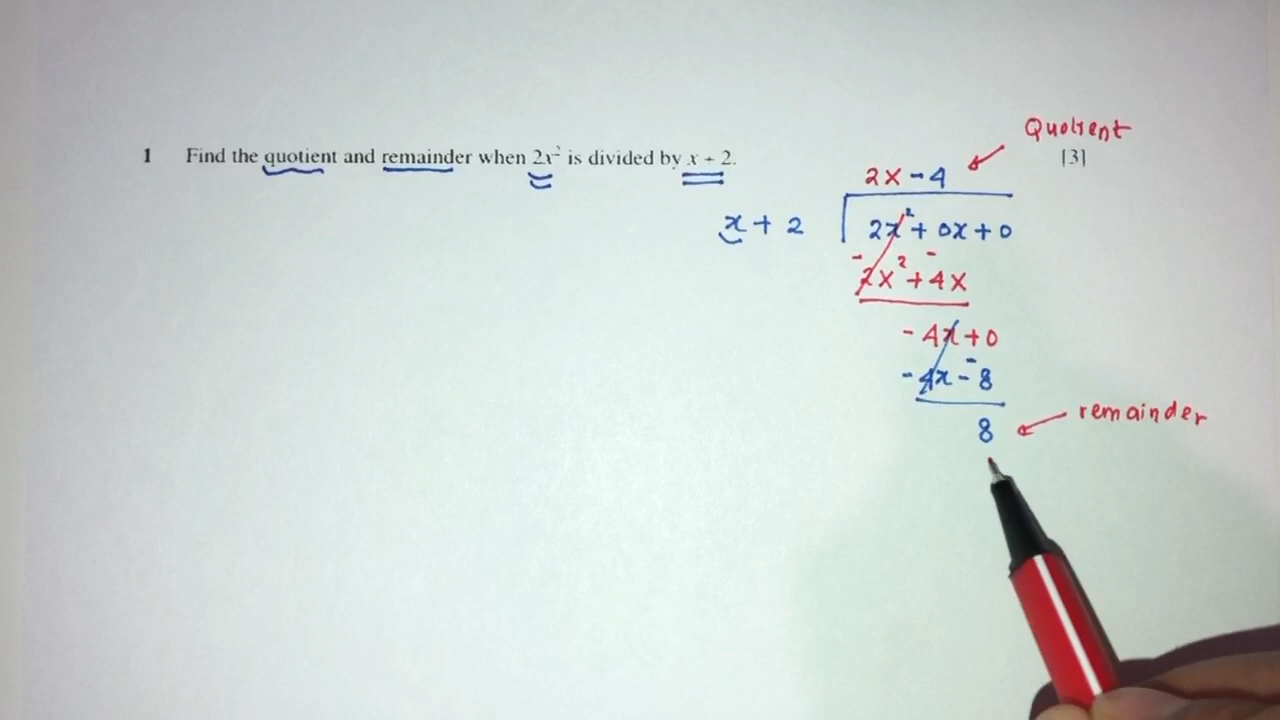 Quotient
1 Find the quotient and remainder when 2x² is divided by x + 2. [3]
2x - 4
x + 2 2x² + 0x + 0
2x² + 4x
- 4x + 0
- 4x - 8
8 remainder